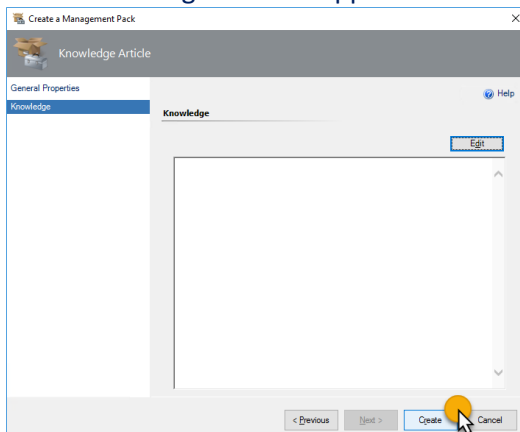 Create a Management Pack
Knowledge Article
General Properties
Knowledge
Help
Knowledge
Edit
< Previous
Next >
Create
Cancel